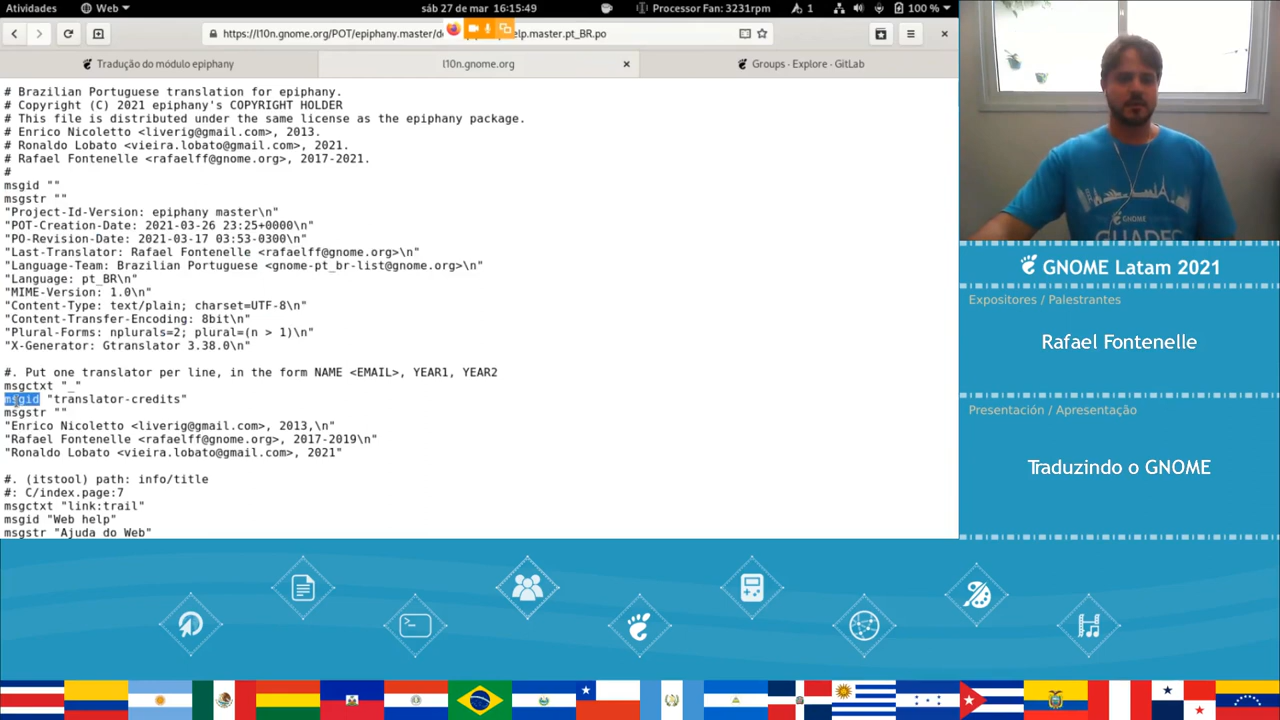 Atividades
Web
sáb 27 de mar 16:15:49
Processor Fan: 3231rpm
1
100 %
https://l10n.gnome.org/POT/epiphany.master/d
elp.master.pt_BR.po
Tradução do módulo epiphany
l10n.gnome.org
Groups · Explore · GitLab
# Brazilian Portuguese translation for epiphany.
# Copyright (C) 2021 epiphany's COPYRIGHT HOLDER
# This file is distributed under the same license as the epiphany package.
# Enrico Nicoletto <liverig@gmail.com>, 2013.
# Ronaldo Lobato <vieira.lobato@gmail.com>, 2021.
# Rafael Fontenelle <rafaelff@gnome.org>, 2017-2021.
#
msgid ""
msgstr ""
"Project-Id-Version: epiphany master\n"
"POT-Creation-Date: 2021-03-26 23:25+0000\n"
"PO-Revision-Date: 2021-03-17 03:53-0300\n"
"Last-Translator: Rafael Fontenelle <rafaelff@gnome.org>\n"
"Language-Team: Brazilian Portuguese <gnome-pt_br-list@gnome.org>\n"
"Language: pt_BR\n"
"MIME-Version: 1.0\n"
"Content-Type: text/plain; charset=UTF-8\n"
"Content-Transfer-Encoding: 8bit\n"
"Plural-Forms: nplurals=2; plural=(n > 1)\n"
"X-Generator: Gtranslator 3.38.0\n"
#. Put one translator per line, in the form NAME <EMAIL>, YEAR1, YEAR2
msgctxt "_"
msgid "translator-credits"
msgstr ""
"Enrico Nicoletto <liverig@gmail.com>, 2013,\n"
"Rafael Fontenelle <rafaelff@gnome.org>, 2017-2019\n"
"Ronaldo Lobato <vieira.lobato@gmail.com>, 2021"
#. (itstool) path: info/title
#: C/index.page:7
msgctxt "link:trail"
msgid "Web help"
msgstr "Ajuda do Web"
GNOME
GNOME Latam 2021
Expositores / Palestrantes
Rafael Fontenelle
Presentación / Apresentação
Traduzindo o GNOME